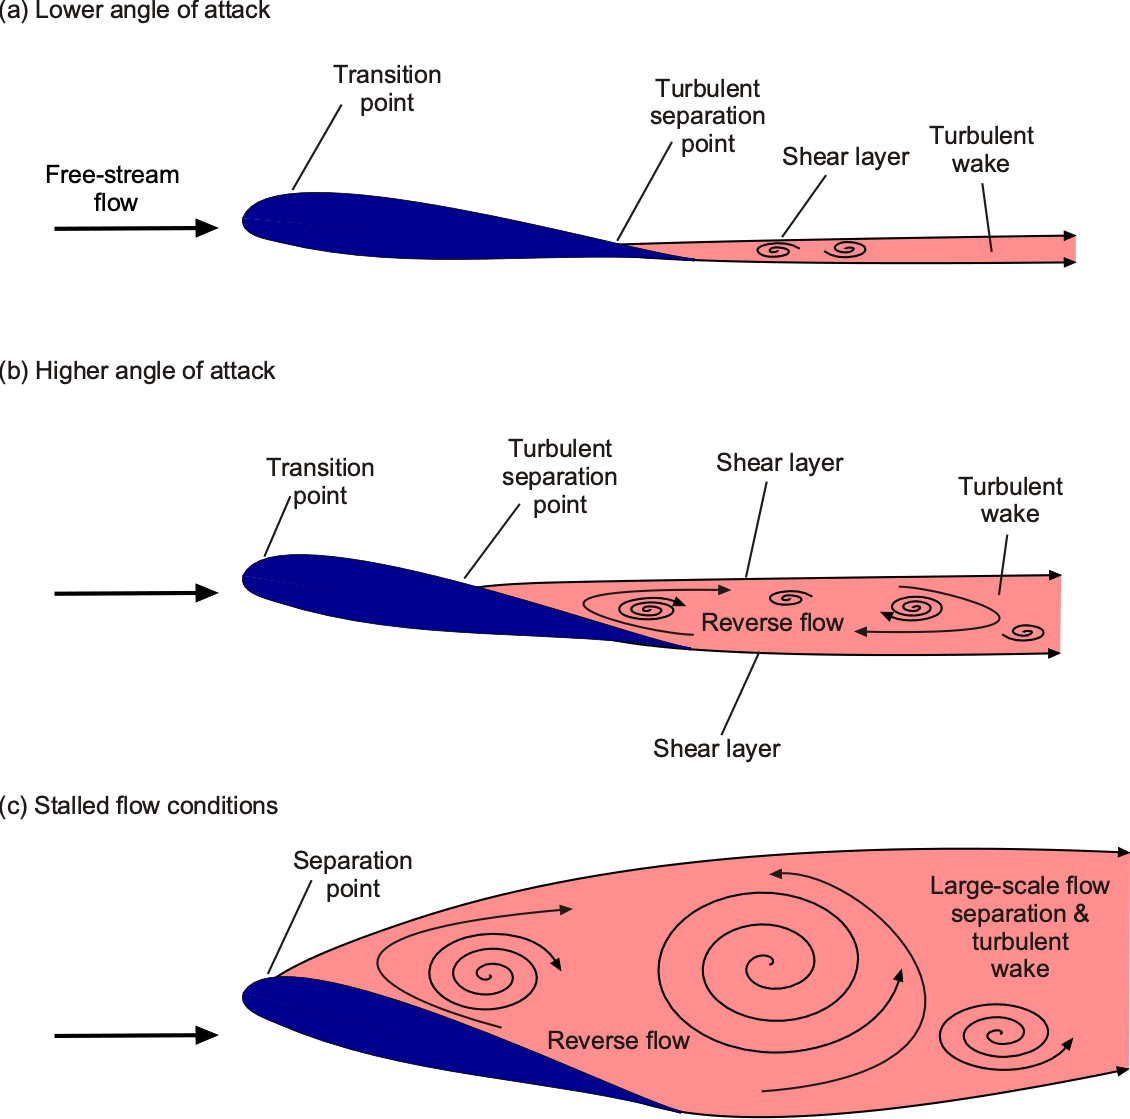 (a) Lower angle of attack
Transition
point
Turbulent
separation
point
Shear layer
Turbulent
wake
Free-stream
flow
(b) Higher angle of attack
Transition
point
Turbulent
separation
point
Shear layer
Turbulent
wake
Reverse flow
Shear layer
(c) Stalled flow conditions
Separation
point
Large-scale flow
separation &
turbulent
wake
Reverse flow